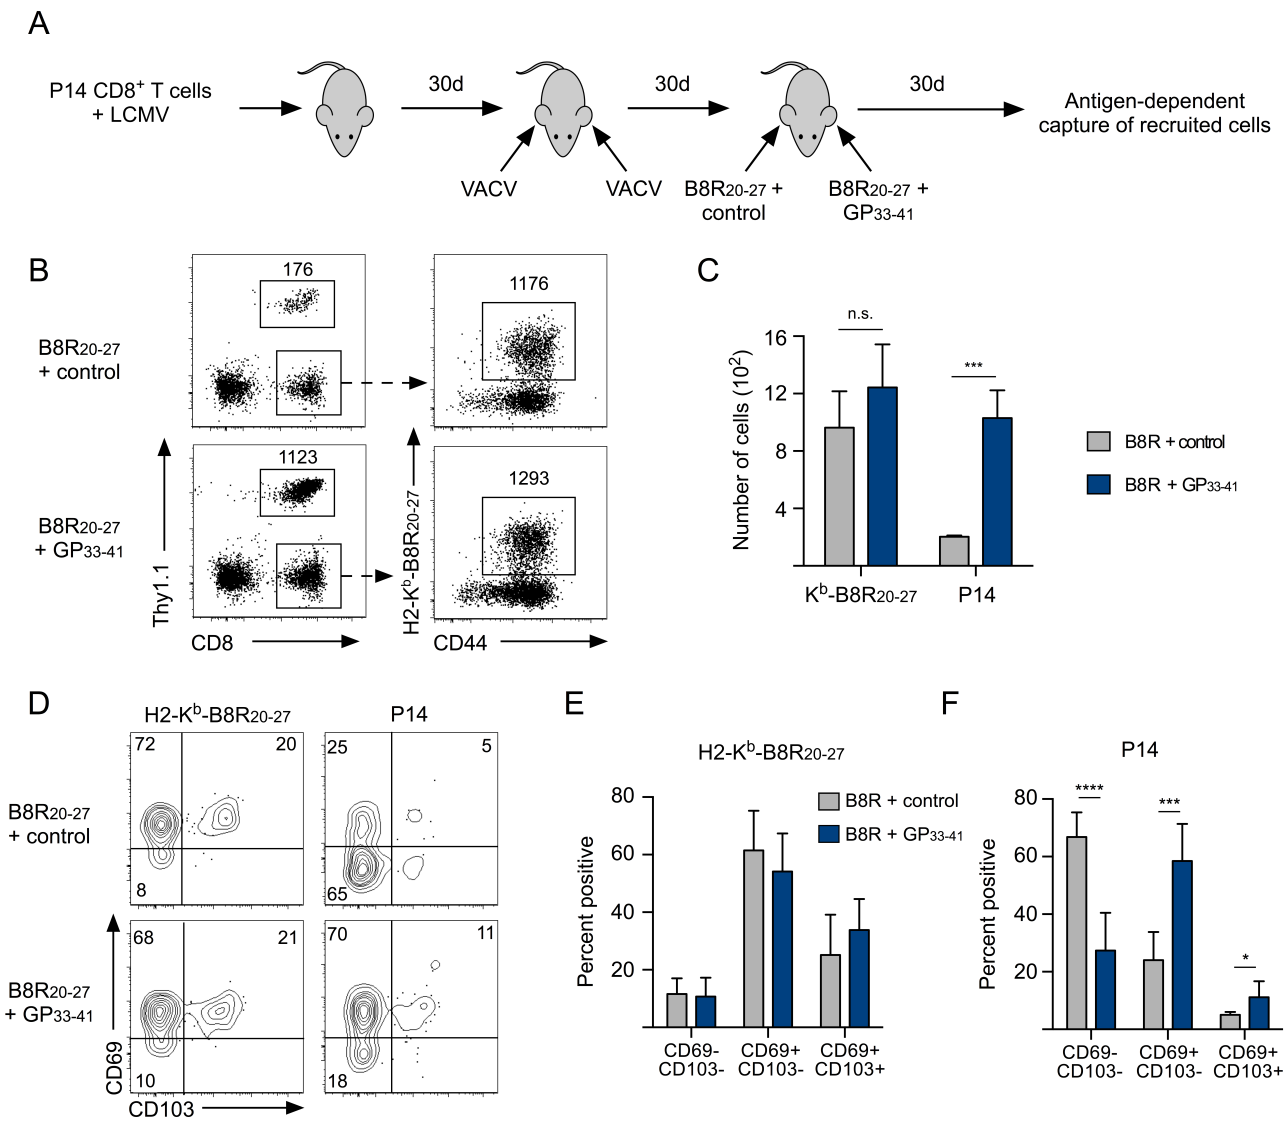 A
P14 CD8+ T cells
+ LCMV
30d
30d
30d
Antigen-dependent
capture of recruited cells
VACV
VACV
B8R20-27 +
control
B8R20-27 +
GP33-41
B
176
1176
B8R20-27
+ control
1123
1293
B8R20-27
+ GP33-41
Thy1.1
H2-Kb-B8R20-27
CD8
CD44
C
n.s.
***
16
12
8
4
Number of cells (102)
Kb-B8R20-27
P14
B8R + control
B8R + GP33-41
D
H2-Kb-B8R20-27
P14
72
20
25
5
B8R20-27
+ control
8
65
68
21
70
11
B8R20-27
+ GP33-41
10
18
CD69
CD103
E
H2-Kb-B8R20-27
B8R + control
B8R + GP33-41
80
60
40
20
Percent positive
CD69-
CD103-
CD69+
CD103-
CD69+
CD103+
F
P14
****
***
*
80
60
40
20
Percent positive
CD69-
CD103-
CD69+
CD103-
CD69+
CD103+